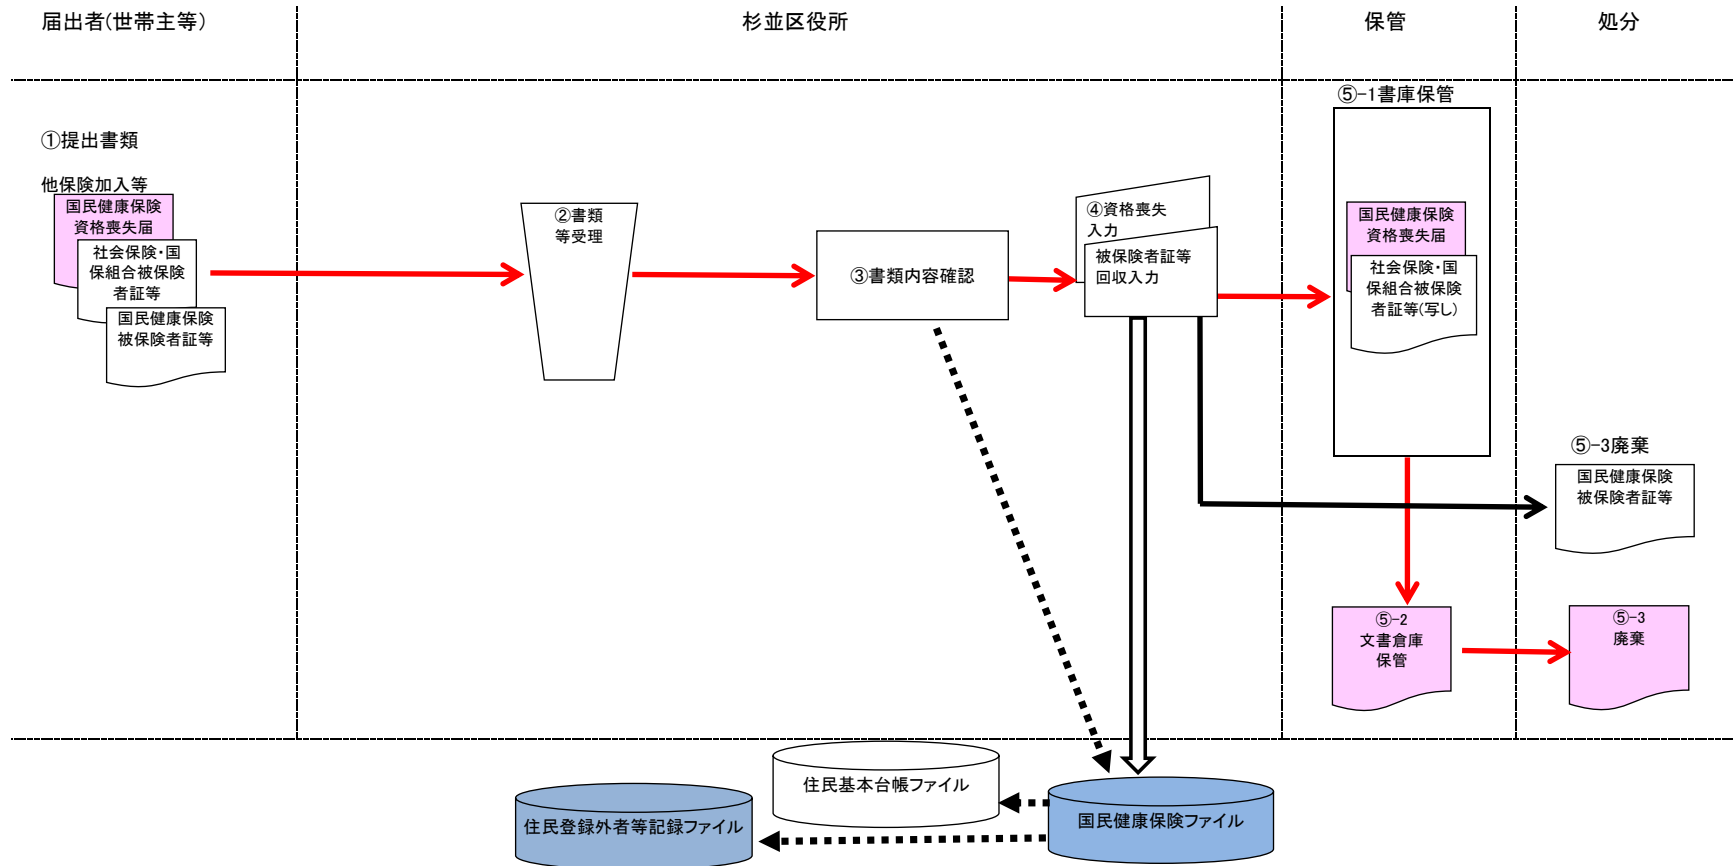 届出者(世帯主等)
杉並区役所
保管
処分
①提出書類
他保険加入等
国民健康保険
資格喪失届
社会保険・国
保組合被保険
者証等
国民健康保険
被保険者証等
②書類
等受理
③書類内容確認
④資格喪失
入力
被保険者証等
回収入力
⑤-1書庫保管
国民健康保険
資格喪失届
社会保険・国
保組合被保険
者証等(写し)
⑤-3廃棄
国民健康保険
被保険者証等
⑤-2
文書倉庫
保管
⑤-3
廃棄
住民基本台帳ファイル
住民登録外者等記録ファイル
国民健康保険ファイル